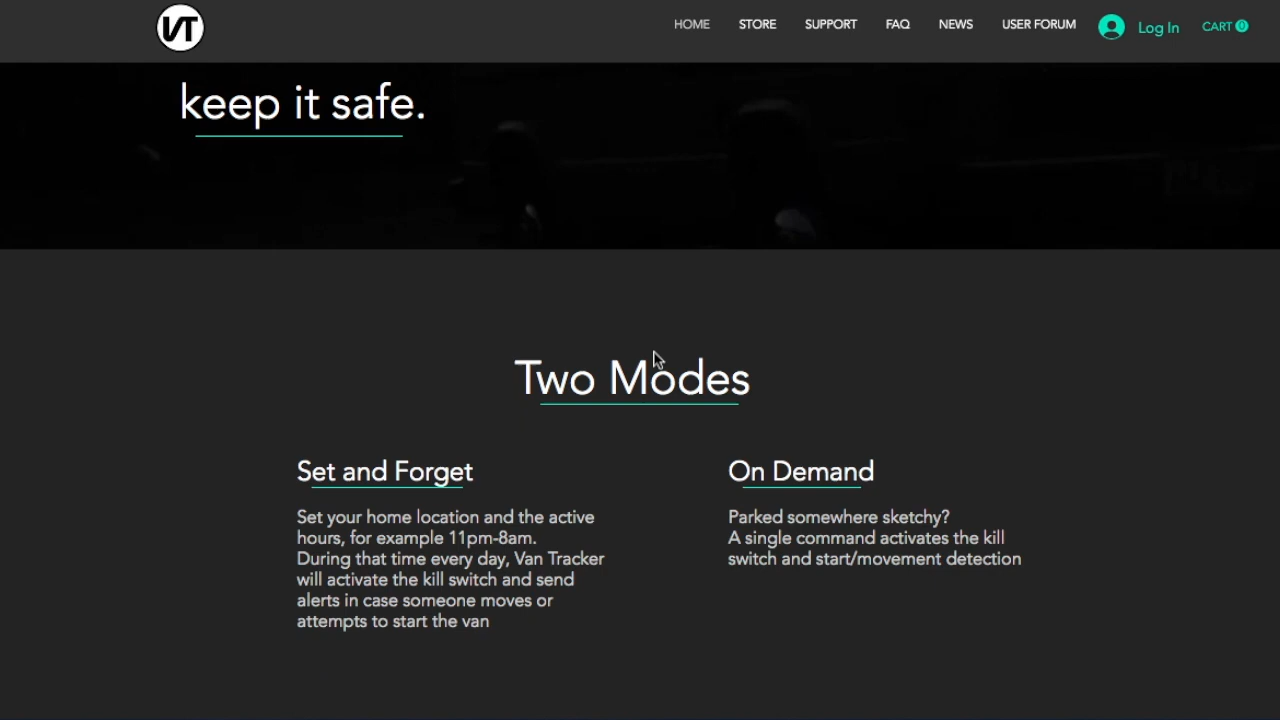 VT
HOME STORE SUPPORT FAQ NEWS USER FORUM Log In CART 0
keep it safe.
Two Modes
Set and Forget
Set your home location and the active
hours, for example 11pm-8am.
During that time every day, Van Tracker
will activate the kill switch and send
alerts in case someone moves or
attempts to start the van
On Demand
Parked somewhere sketchy?
A single command activates the kill
switch and start/movement detection